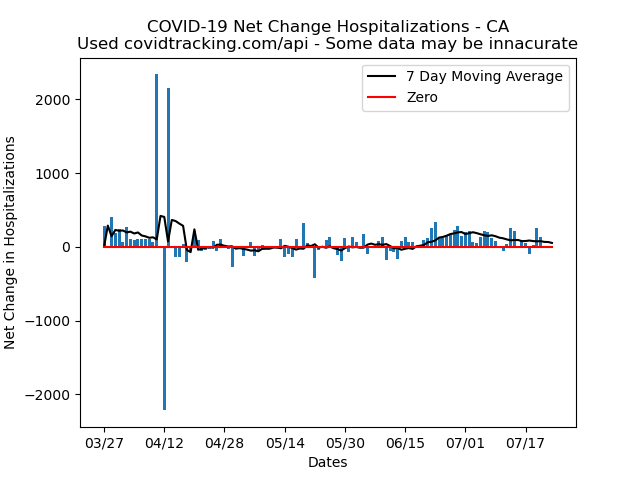 COVID-19 Net Change Hospitalizations - CA
Used covidtracking.com/api - Some data may be innacurate
7 Day Moving Average
Zero
Net Change in Hospitalizations
2000
1000
0
−1000
−2000
03/27 04/12 04/28 05/14 05/30 06/15 07/01 07/17
Dates